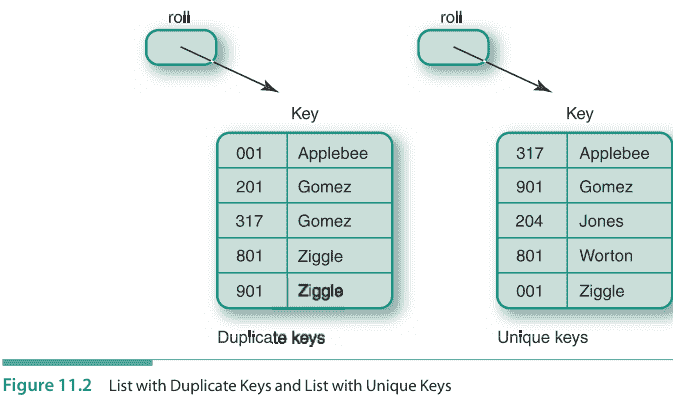 roll
roll
Key
Key
001 Applebee
201 Gomez
317 Gomez
801 Ziggle
901 Ziggle
317 Applebee
901 Gomez
204 Jones
801 Worton
001 Ziggle
Duplicate keys
Unique keys
Figure 11.2 List with Duplicate Keys and List with Unique Keys